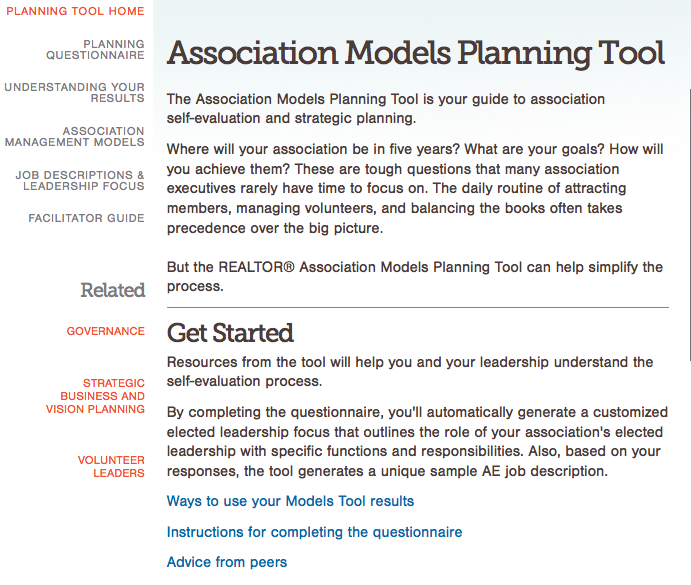 PLANNING TOOL HOME
PLANNING
QUESTIONNAIRE
UNDERSTANDING YOUR
RESULTS
ASSOCIATION
MANAGEMENT MODELS
JOB DESCRIPTIONS &
LEADERSHIP FOCUS
FACILITATOR GUIDE
Related
GOVERNANCE
STRATEGIC
BUSINESS AND
VISION PLANNING
VOLUNTEER
LEADERS
Association Models Planning Tool
The Association Models Planning Tool is your guide to association
self-evaluation and strategic planning.
Where will your association be in five years? What are your goals? How will
you achieve them? These are tough questions that many association
executives rarely have time to focus on. The daily routine of attracting
members, managing volunteers, and balancing the books often takes
precedence over the big picture.
But the REALTOR® Association Models Planning Tool can help simplify the
process.
Get Started
Resources from the tool will help you and your leadership understand the
self-evaluation process.
By completing the questionnaire, you'll automatically generate a customized
elected leadership focus that outlines the role of your association's elected
leadership with specific functions and responsibilities. Also, based on your
responses, the tool generates a unique sample AE job description.
Ways to use your Models Tool results
Instructions for completing the questionnaire
Advice from peers